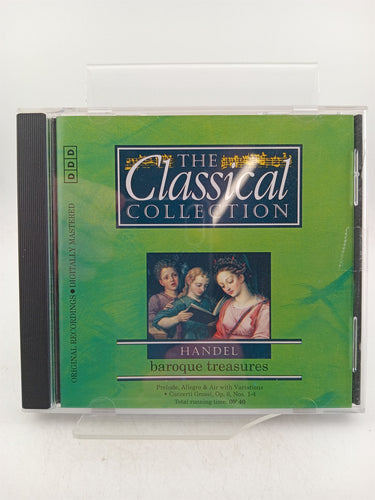 THE
Classical
COLLECTION
DDD
ORIGINAL RECORDINGS • DIGITALLY MASTERED
HANDEL
baroque treasures
Prelude, Allegro & Air with Variations
• Concerti Grossi, Op. 6, Nos. 1-4
Total running time: